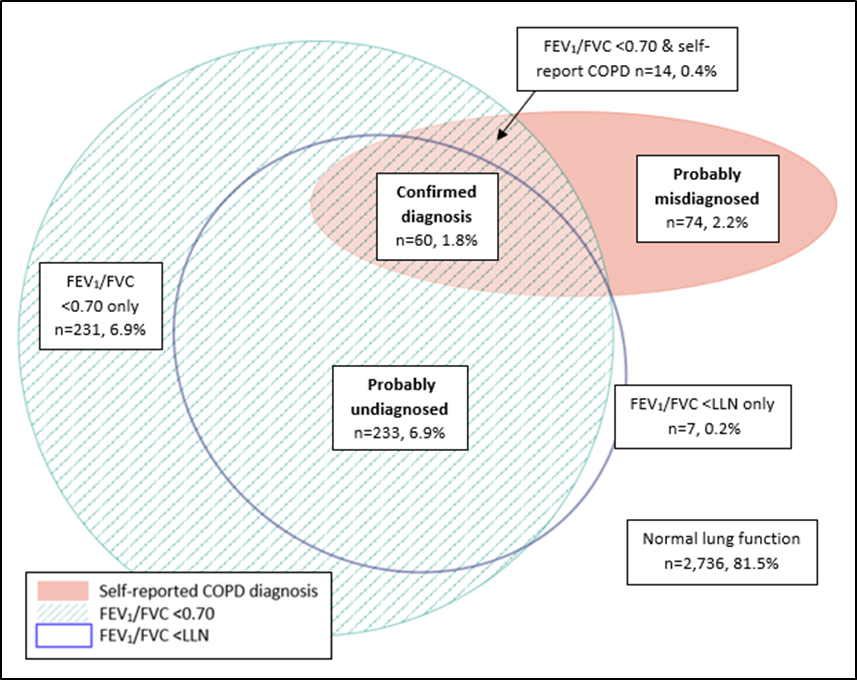 FEV₁/FVC <0.70 & self-
report COPD n=14, 0.4%
Probably
misdiagnosed
n=74, 2.2%
Confirmed
diagnosis
n=60, 1.8%
FEV₁/FVC
<0.70 only
n=231, 6.9%
Probably
undiagnosed
n=233, 6.9%
FEV₁/FVC <LLN only
n=7, 0.2%
Normal lung function
n=2,736, 81.5%
Self-reported COPD diagnosis
FEV₁/FVC <0.70
FEV₁/FVC <LLN